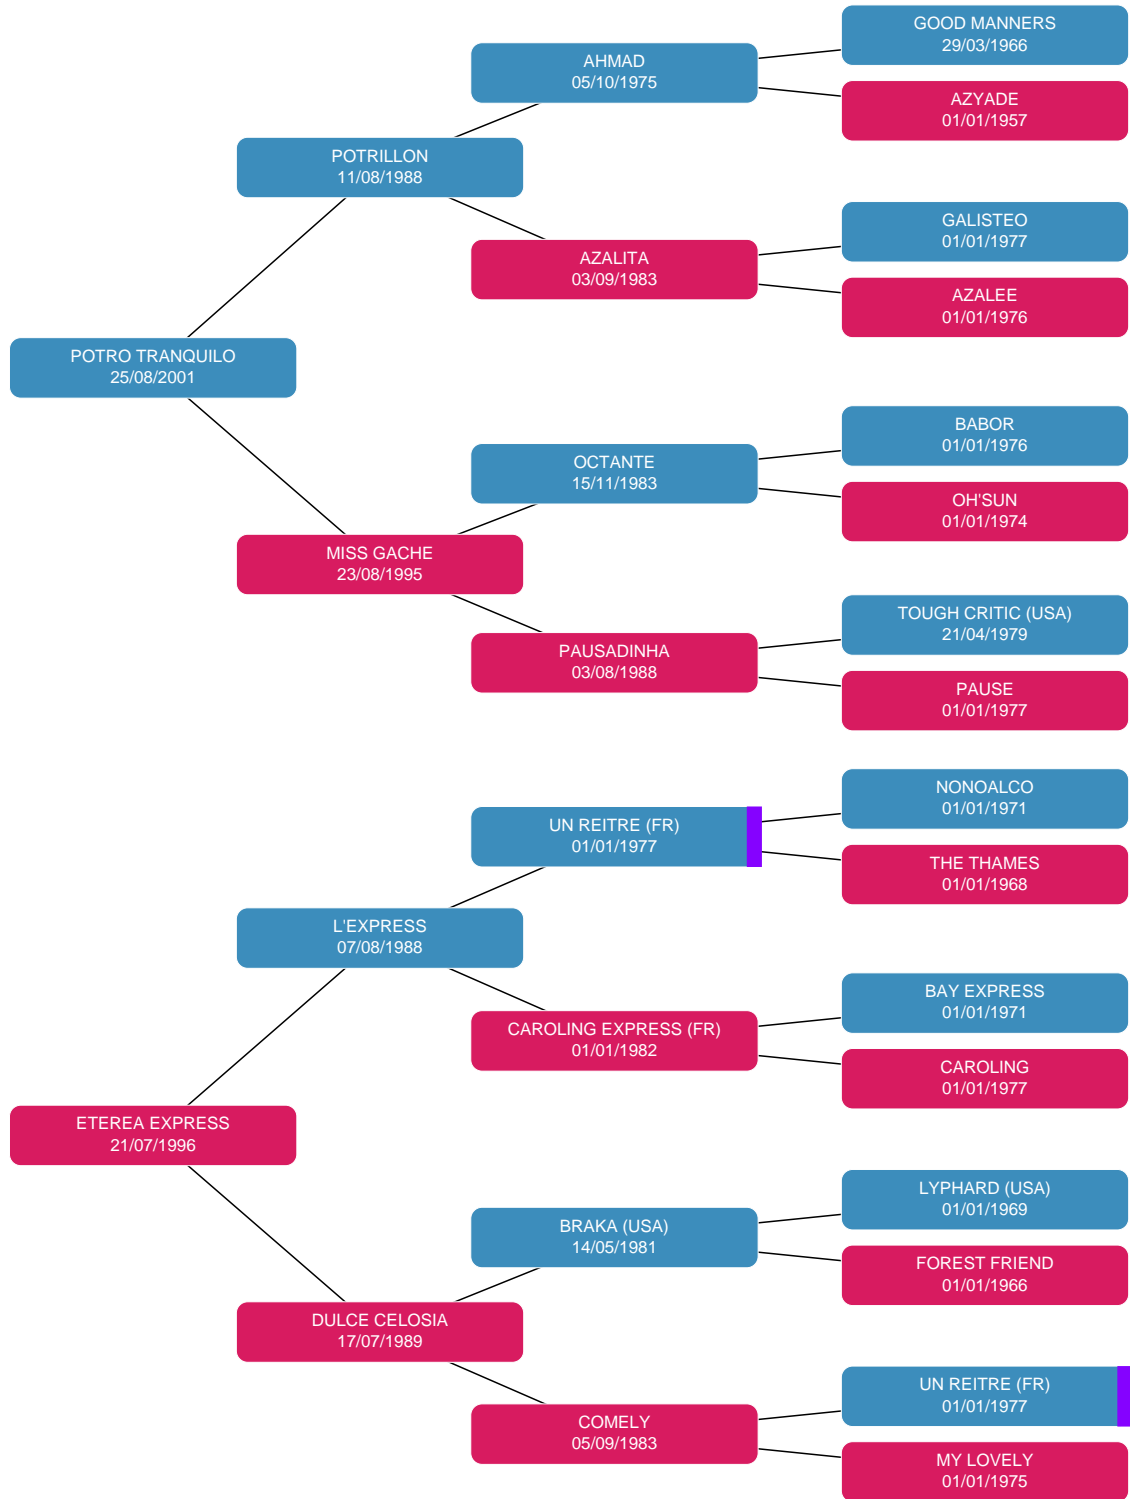 GOOD MANNERS
29/03/1966
AHMAD
05/10/1975
AZYADE
01/01/1957
POTRILLON
11/08/1988
GALISTEO
01/01/1977
AZALITA
03/09/1983
AZALEE
01/01/1976
POTRO TRANQUILO
25/08/2001
BABOR
01/01/1976
OCTANTE
15/11/1983
OH'SUN
01/01/1974
MISS GACHE
23/08/1995
TOUGH CRITIC (USA)
21/04/1979
PAUSADINHA
03/08/1988
PAUSE
01/01/1977
NONOALCO
01/01/1971
UN REITRE (FR)
01/01/1977
THE THAMES
01/01/1968
L'EXPRESS
07/08/1988
BAY EXPRESS
01/01/1971
CAROLING EXPRESS (FR)
01/01/1982
CAROLING
01/01/1977
ETEREA EXPRESS
21/07/1996
LYPHARD (USA)
01/01/1969
BRAKA (USA)
14/05/1981
FOREST FRIEND
01/01/1966
DULCE CELOSIA
17/07/1989
UN REITRE (FR)
01/01/1977
COMELY
05/09/1983
MY LOVELY
01/01/1975